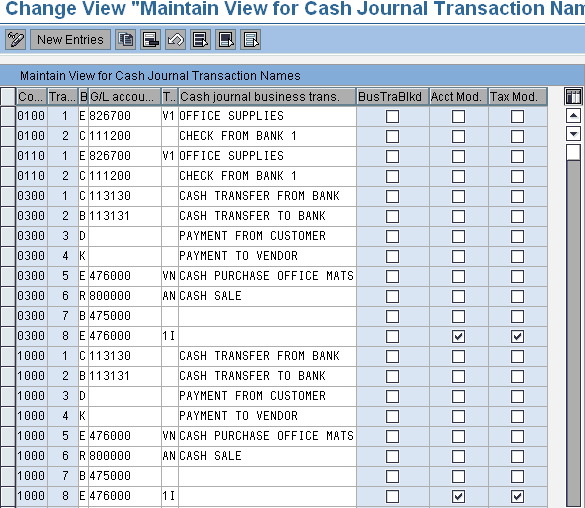 Change View "Maintain View for Cash Journal Transaction Nam
New Entries
Maintain View for Cash Journal Transaction Names
Co... Tra... B G/L accou... T.. Cash journal business trans. BusTraBlkd Acct Mod. Tax Mod.
0100 1 E 826700 V1 OFFICE SUPPLIES
0100 2 C 111200 CHECK FROM BANK 1
0110 1 E 826700 V1 OFFICE SUPPLIES
0110 2 C 111200 CHECK FROM BANK 1
0300 1 C 113130 CASH TRANSFER FROM BANK
0300 2 B 113131 CASH TRANSFER TO BANK
0300 3 D PAYMENT FROM CUSTOMER
0300 4 K PAYMENT TO VENDOR
0300 5 E 476000 VN CASH PURCHASE OFFICE MATS
0300 6 R 800000 AN CASH SALE
0300 7 B 475000
0300 8 E 476000 1I
1000 1 C 113130 CASH TRANSFER FROM BANK
1000 2 B 113131 CASH TRANSFER TO BANK
1000 3 D PAYMENT FROM CUSTOMER
1000 4 K PAYMENT TO VENDOR
1000 5 E 476000 VN CASH PURCHASE OFFICE MATS
1000 6 R 800000 AN CASH SALE
1000 7 B 475000
1000 8 E 476000 1I